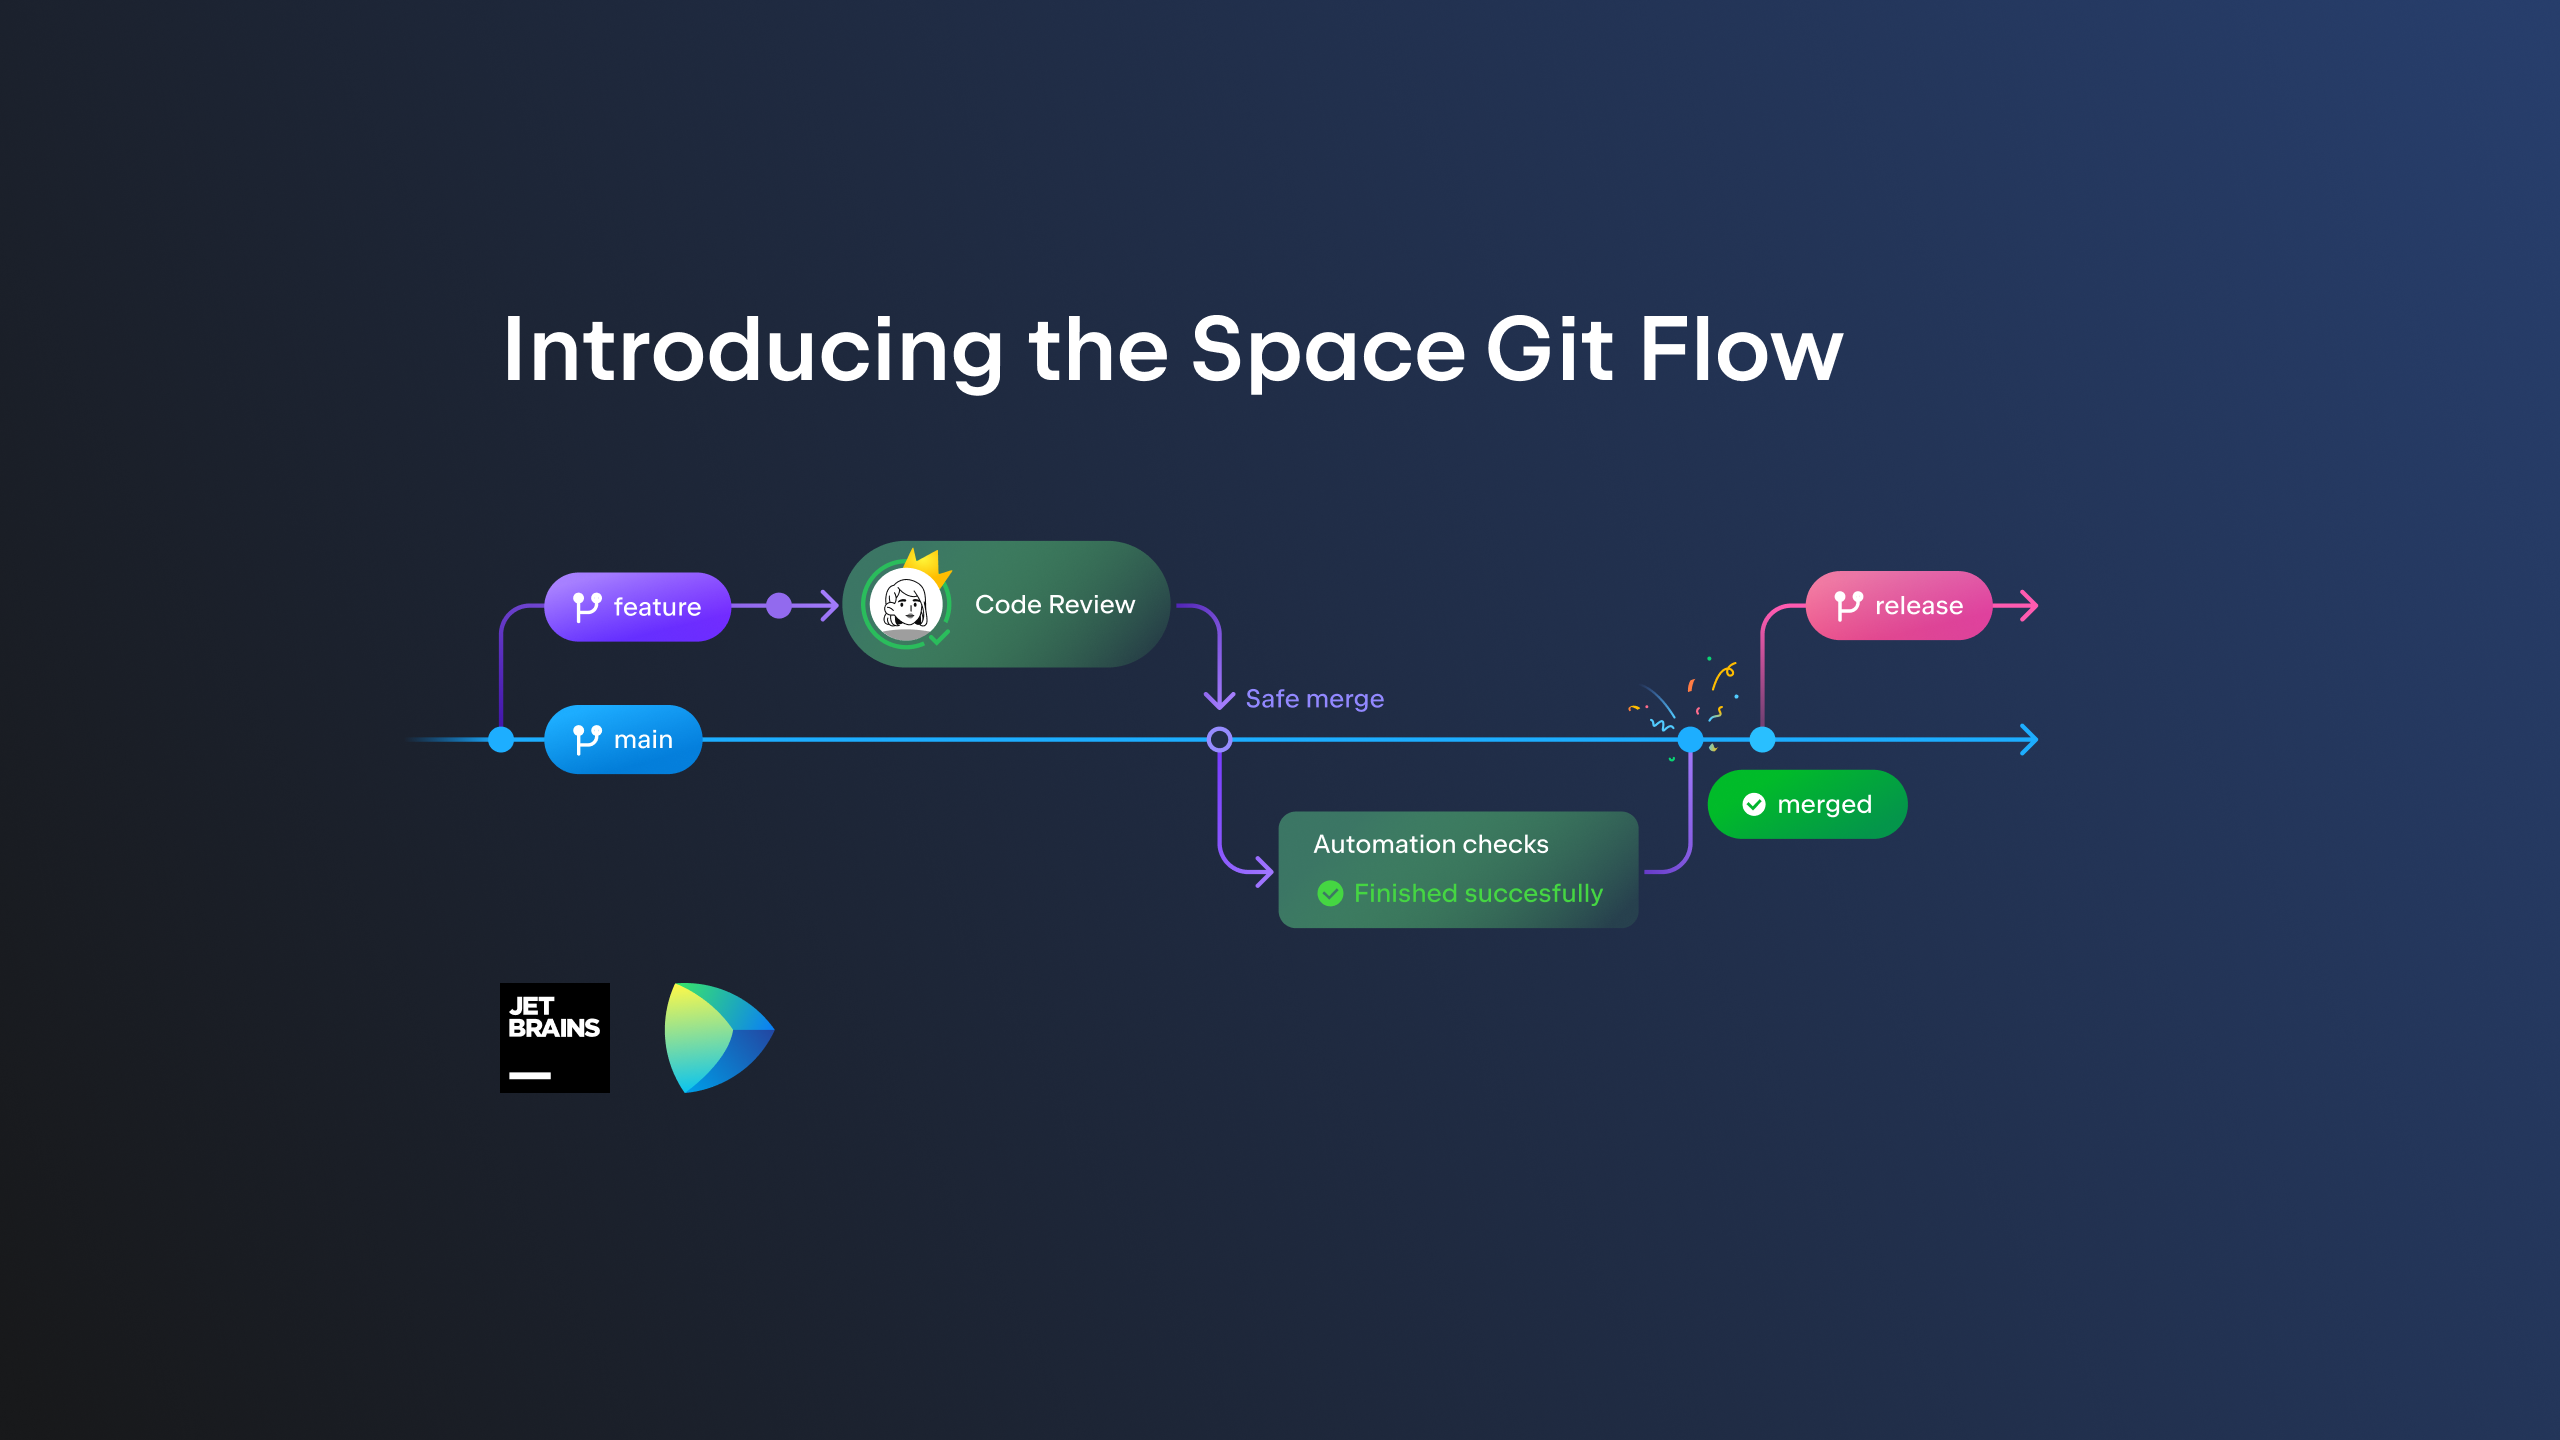 Introducing the Space Git Flow
feature
Code Review
release
Safe merge
main
merged
Automation checks
Finished succesfully
JET
BRAINS